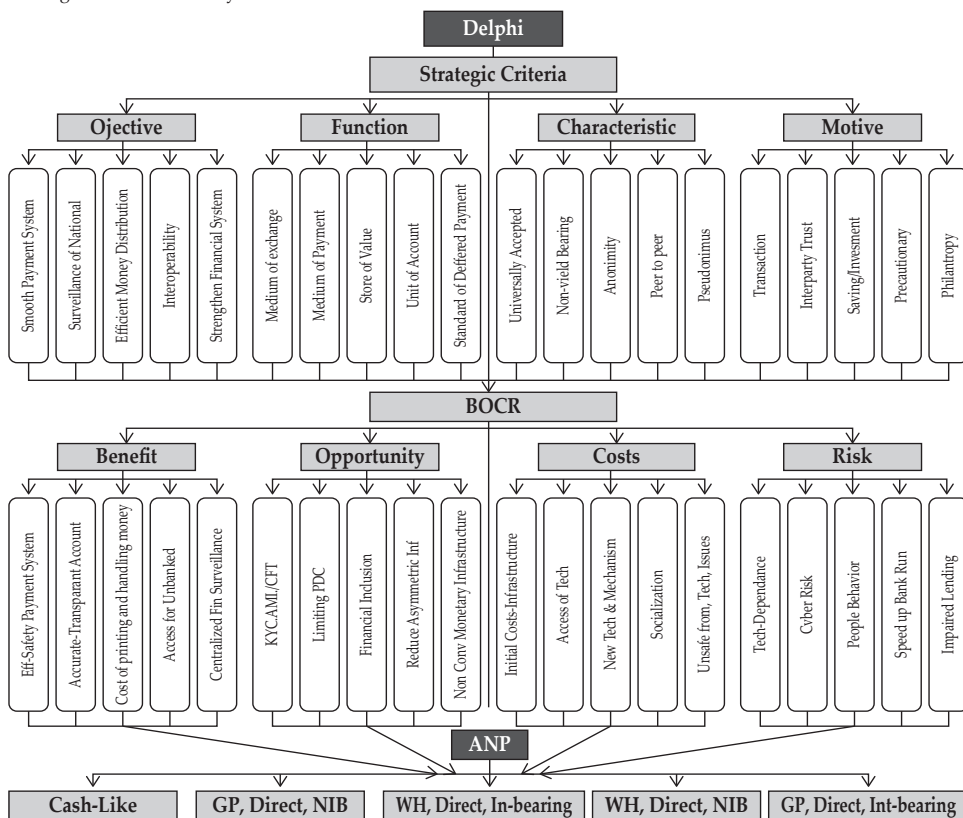 Delphi
Strategic Criteria
Ojective
Function
Characteristic
Motive
Smooth Payment System
Surveillance of National
Efficient Money Distribution
Interoperability
Strengthen Financial System
Medium of exchange
Medium of Payment
Store of Value
Unit of Account
Standard of Deffered Payment
Universally Accepted
Non-vield Bearing
Anonimity
Peer to peer
Pseudonimus
Transaction
Interparty Trust
Saving/Invesment
Precautionary
Philantropy
BOCR
Benefit
Opportunity
Costs
Risk
Eff-Safety Payment System
Accurate-Transparant Account
Cost of printing and handling money
Access for Unbanked
Centralized Fin Surveillance
KYC.AML/CFT
Limiting PDC
Financial Inclusion
Reduce Asymmetric Inf
Non Conv Monetary Infrastructure
Initial Costs-Infrastructure
Access of Tech
New Tech & Mechanism
Socialization
Unsafe from, Tech, Issues
Tech-Dependance
Cvber Risk
People Behavior
Speed up Bank Run
Impaired Lending
ANP
Cash-Like
GP, Direct, NIB
WH, Direct, In-bearing
WH, Direct, NIB
GP, Direct, Int-bearing